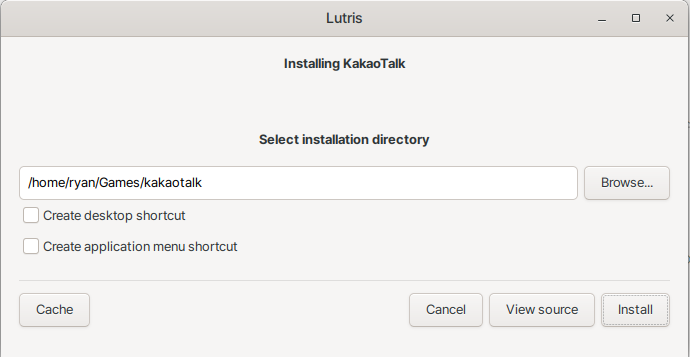 Lutris
Installing KakaoTalk
Select installation directory
/home/ryan/Games/kakaotalk
Browse...
Create desktop shortcut
Create application menu shortcut
Cache
Cancel
View source
Install